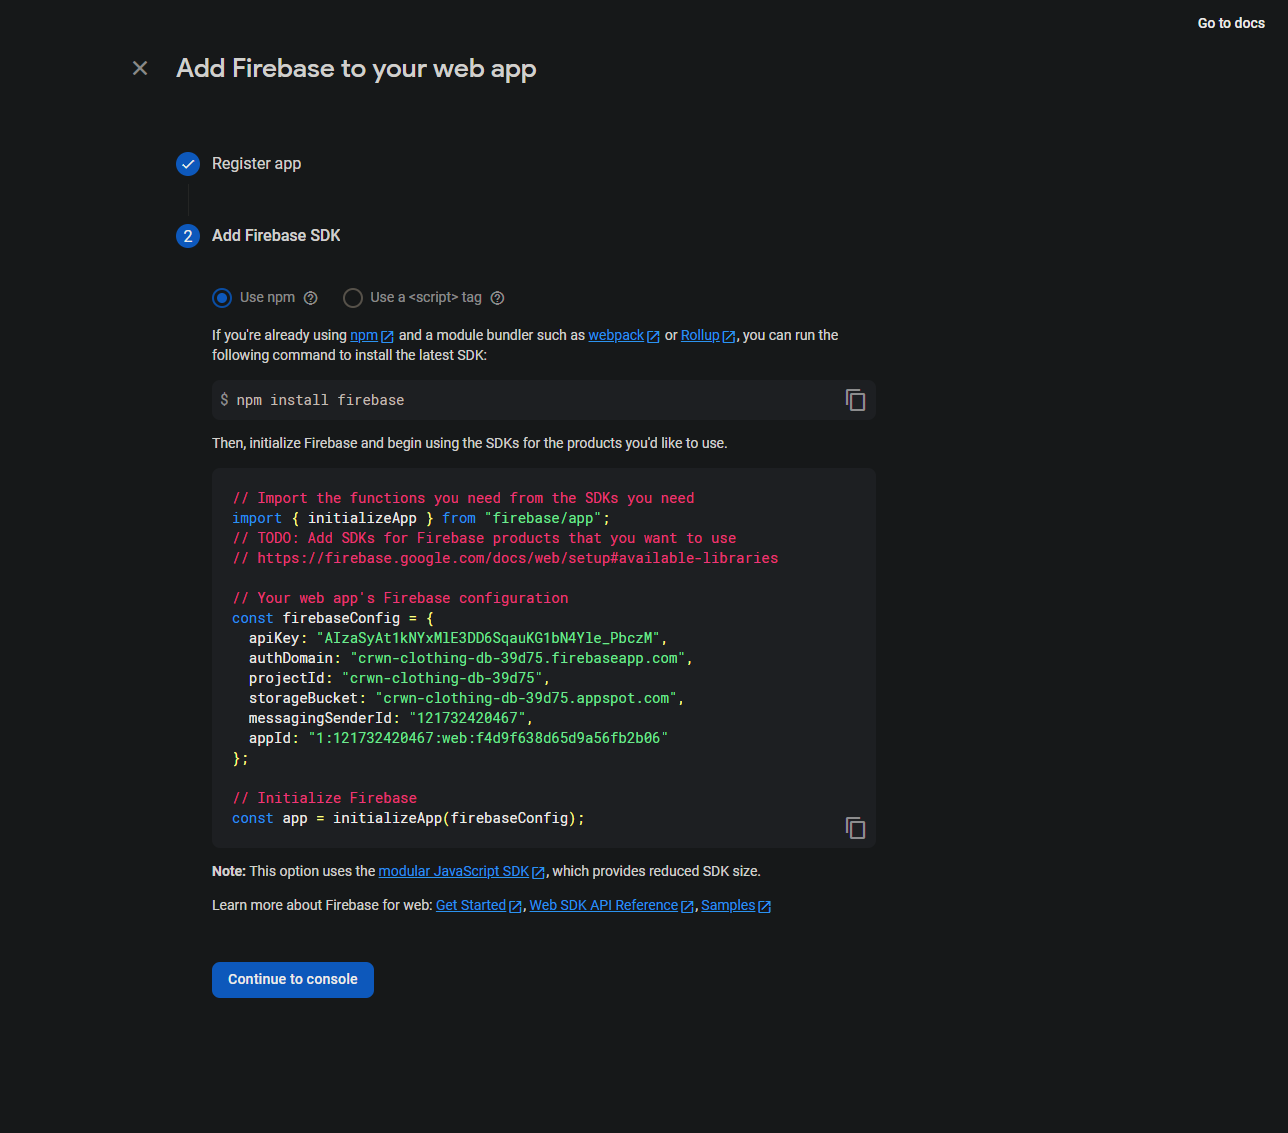 Go to docs
Add Firebase to your web app
Register app
2 Add Firebase SDK
Use npm Use a <script> tag
If you're already using npm and a module bundler such as webpack or Rollup, you can run the
following command to install the latest SDK:
$ npm install firebase
Then, initialize Firebase and begin using the SDKs for the products you'd like to use.
// Import the functions you need from the SDKs you need
import { initializeApp } from "firebase/app";
// TODO: Add SDKs for Firebase products that you want to use
// https://firebase.google.com/docs/web/setup#available-libraries
// Your web app's Firebase configuration
const firebaseConfig = {
apiKey: "AIzaSyAt1kNYxMlE3DD6SqauKG1bN4Yle_PbczM",
authDomain: "crwn-clothing-db-39d75.firebaseapp.com",
projectId: "crwn-clothing-db-39d75",
storageBucket: "crwn-clothing-db-39d75.appspot.com",
messagingSenderId: "121732420467",
appId: "1:121732420467:web:f4d9f638d65d9a56fb2b06"
};
// Initialize Firebase
const app = initializeApp(firebaseConfig);
Note: This option uses the modular JavaScript SDK, which provides reduced SDK size.
Learn more about Firebase for web: Get Started, Web SDK API Reference, Samples
Continue to console